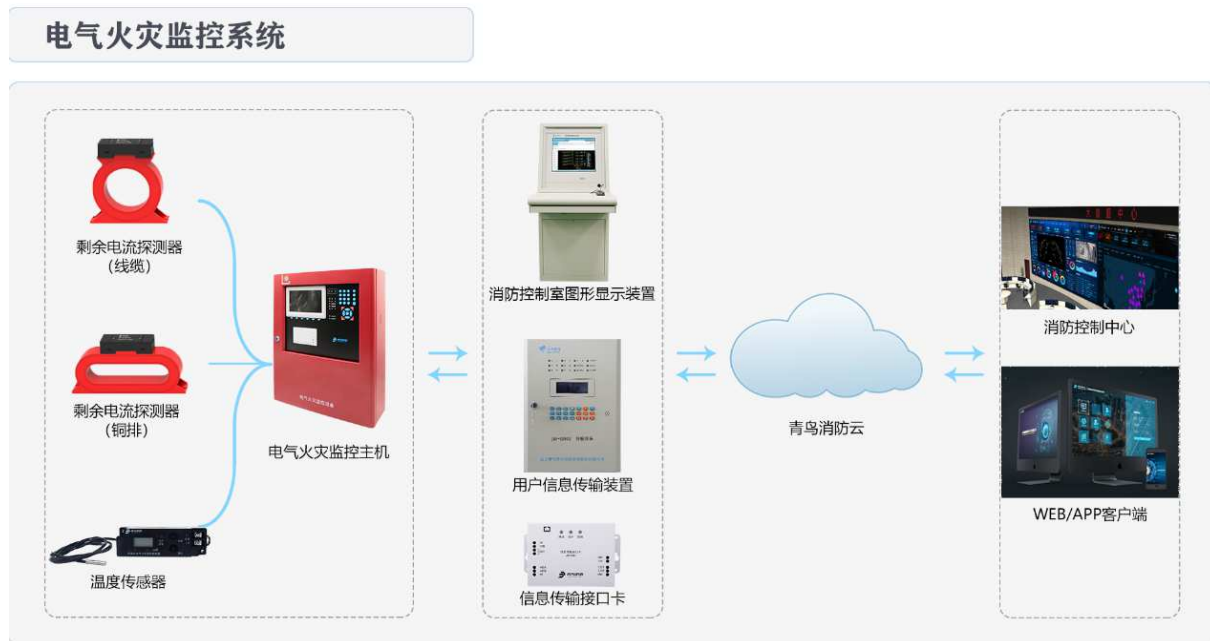 电气火灾监控系统
剩余电流探测器
（线缆）
剩余电流探测器
（铜排）
温度传感器
电气火灾监控主机
消防控制室图形显示装置
用户信息传输装置
信息传输接口卡
青鸟消防云
消防控制中心
WEB/APP客户端